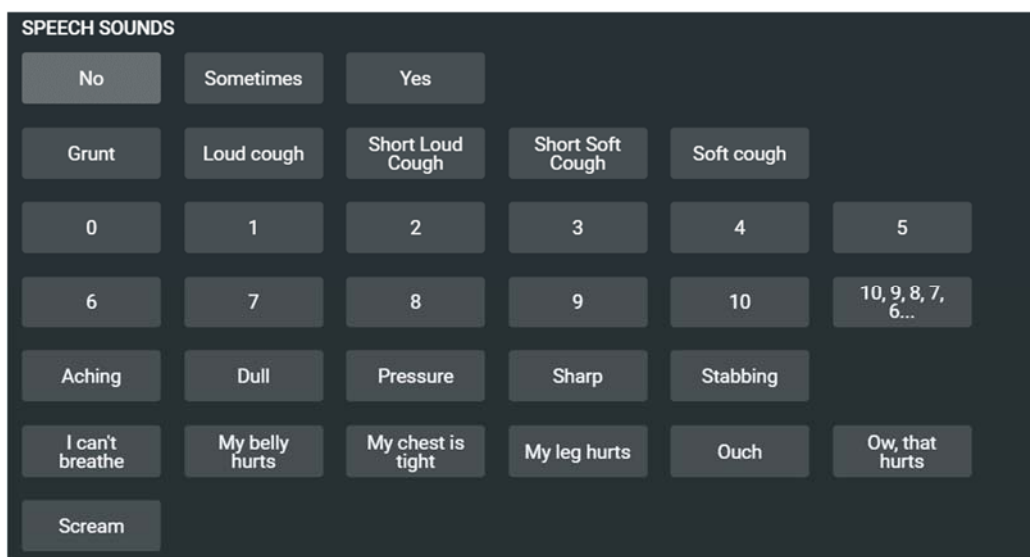 SPEECH SOUNDS
No Sometimes Yes
Grunt Loud cough Short Loud Cough Short Soft Cough Soft cough
0 1 2 3 4 5
6 7 8 9 10 10, 9, 8, 7, 6...
Aching Dull Pressure Sharp Stabbing
I can't breathe My belly hurts My chest is tight My leg hurts Ouch Ow, that hurts
Scream